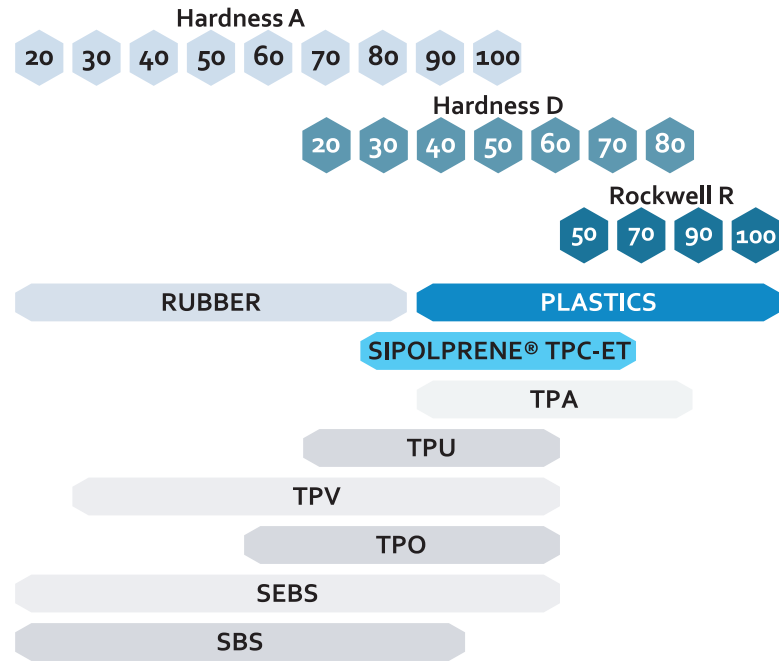 Hardness A
20 30 40 50 60 70 80 90 100
Hardness D
20 30 40 50 60 70 80
Rockwell R
50 70 90 100
RUBBER PLASTICS
SIPOLPRENE® TPC-ET
TPA
TPU
TPV
TPO
SEBS
SBS